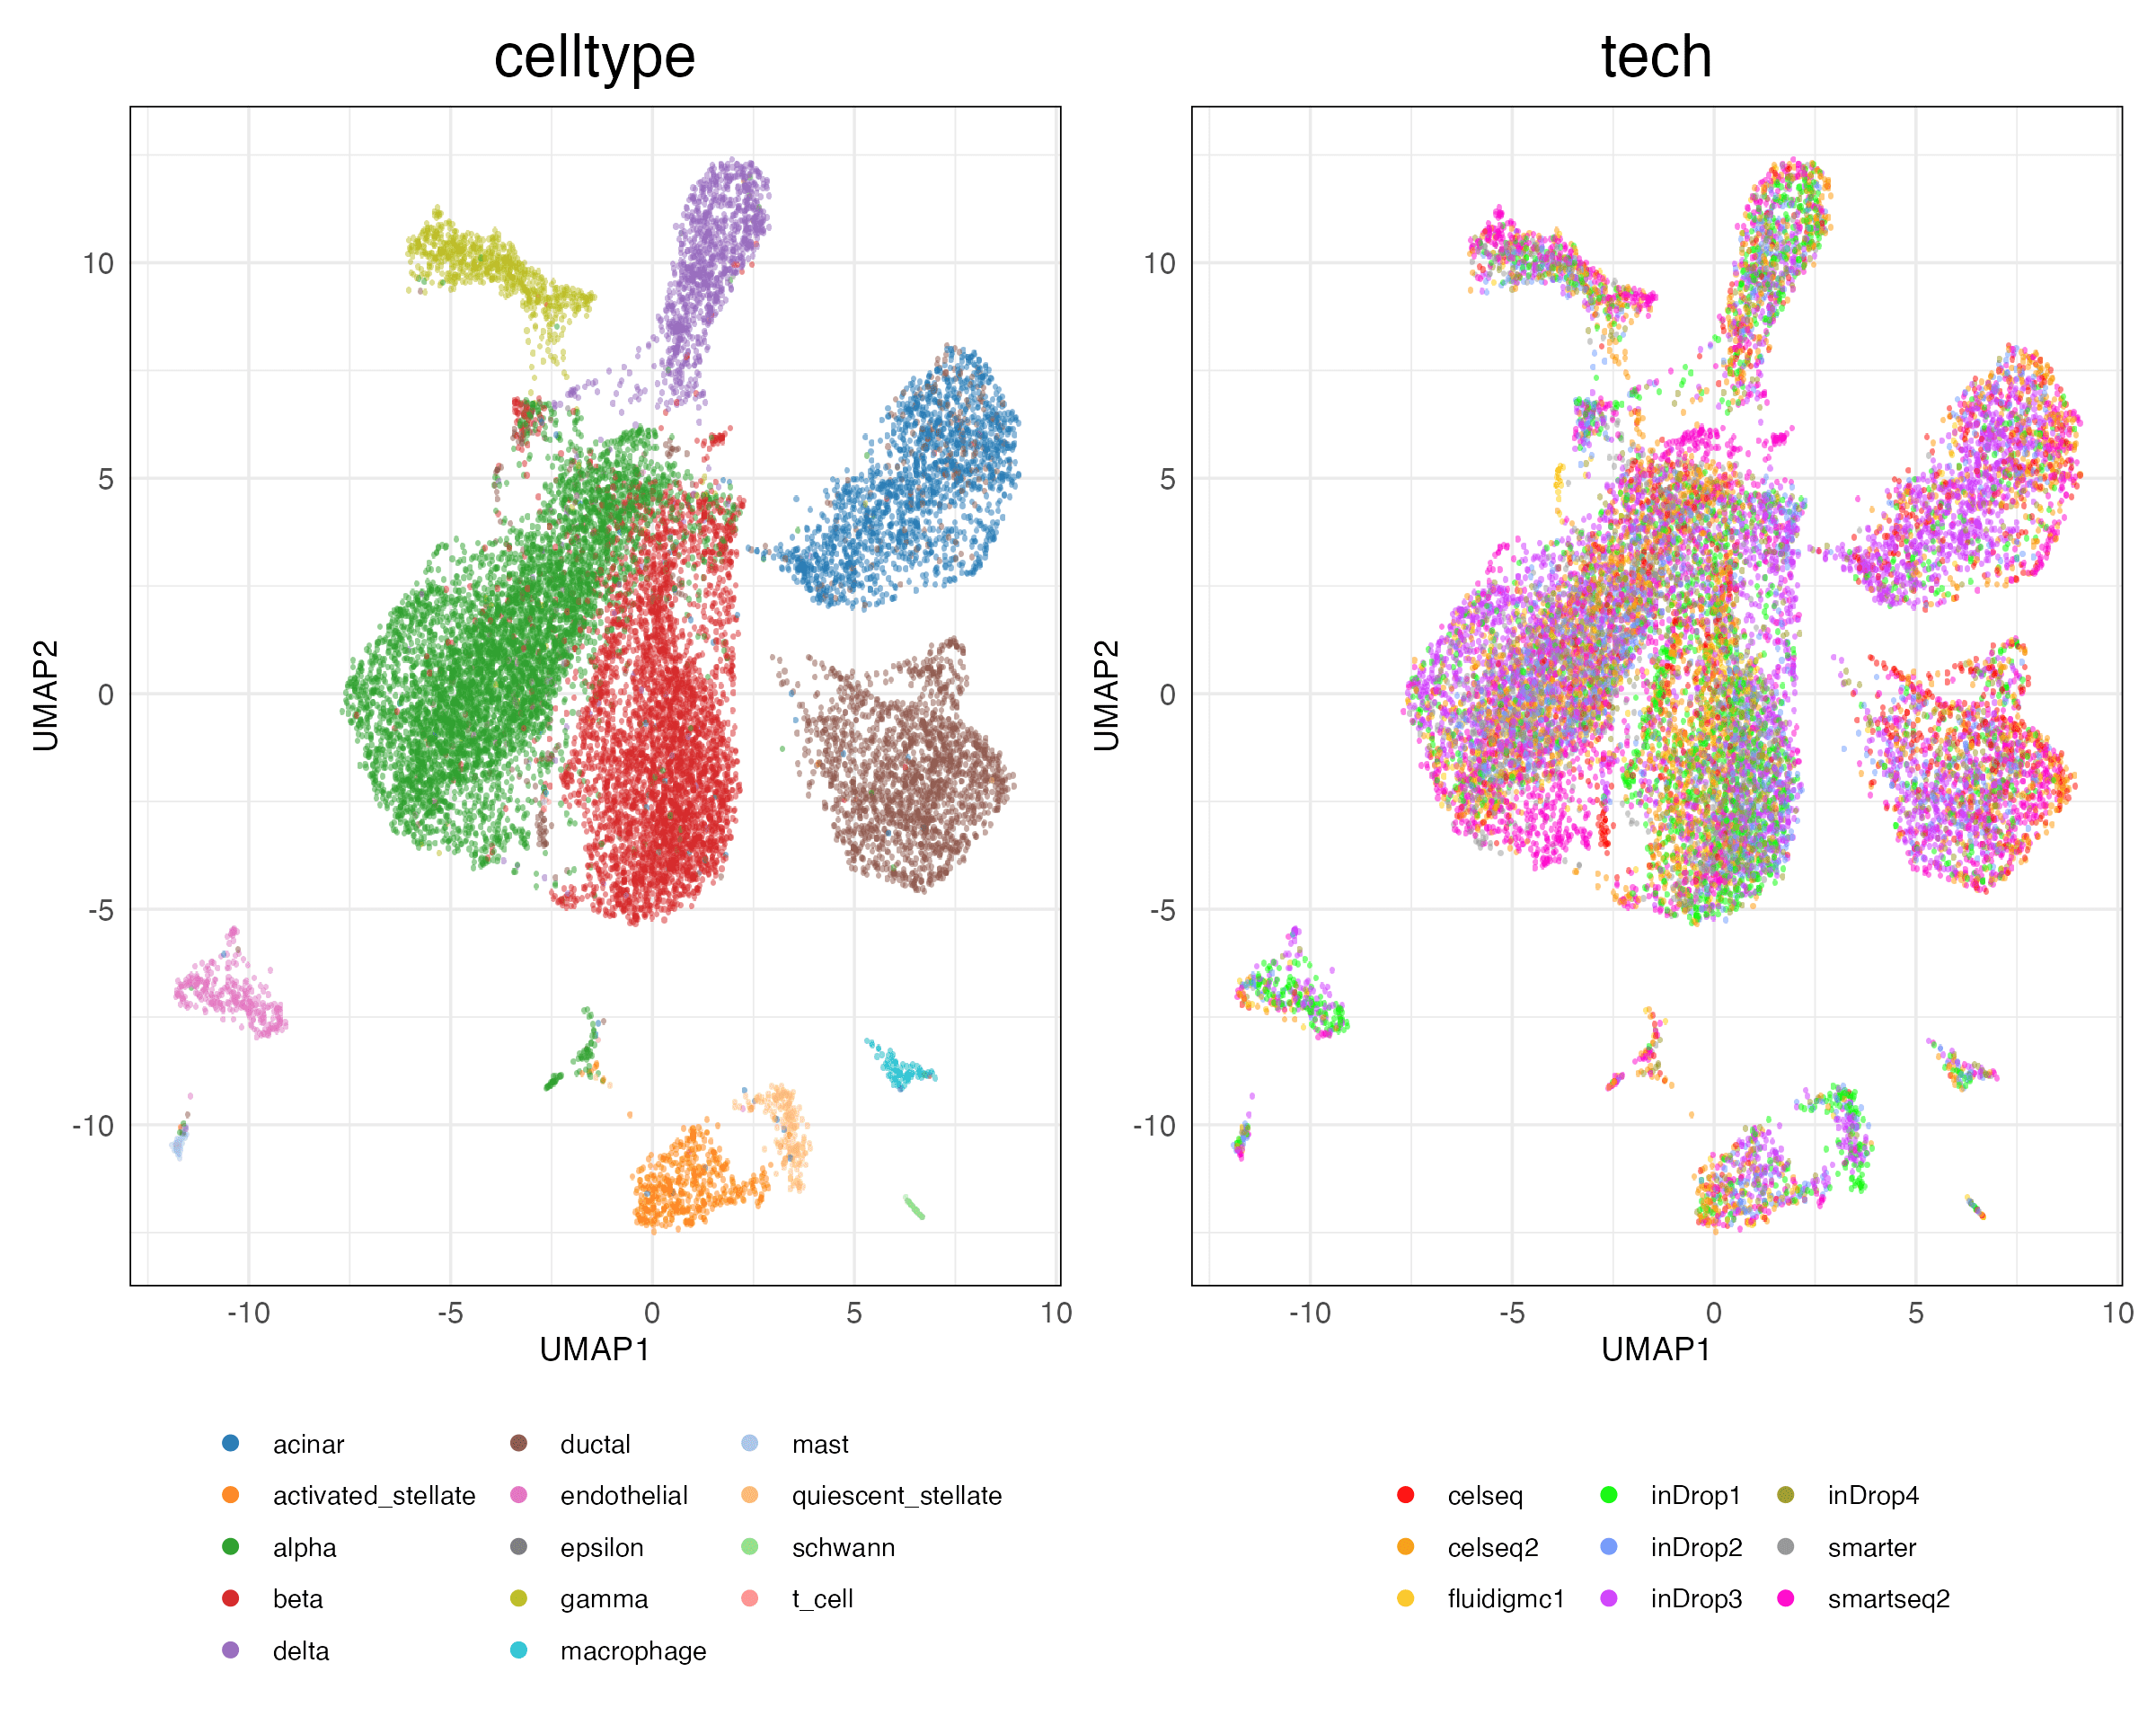 celltype
tech
10
5
0
-5
-10
UMAP2
-10
-5
0
5
10
UMAP1
10
5
0
-5
-10
UMAP2
-10
-5
0
5
10
UMAP1
acinar
activated_stellate
alpha
beta
delta
ductal
endothelial
epsilon
gamma
macrophage
mast
quiescent_stellate
schwann
t_cell
celseq
celseq2
fluidigmc1
inDrop1
inDrop2
inDrop3
inDrop4
smarter
smartseq2